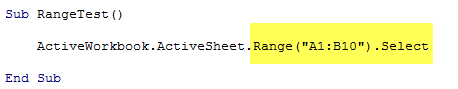 Sub RangeTest()
ActiveWorkbook.ActiveSheet.Range("A1:B10").Select
End Sub